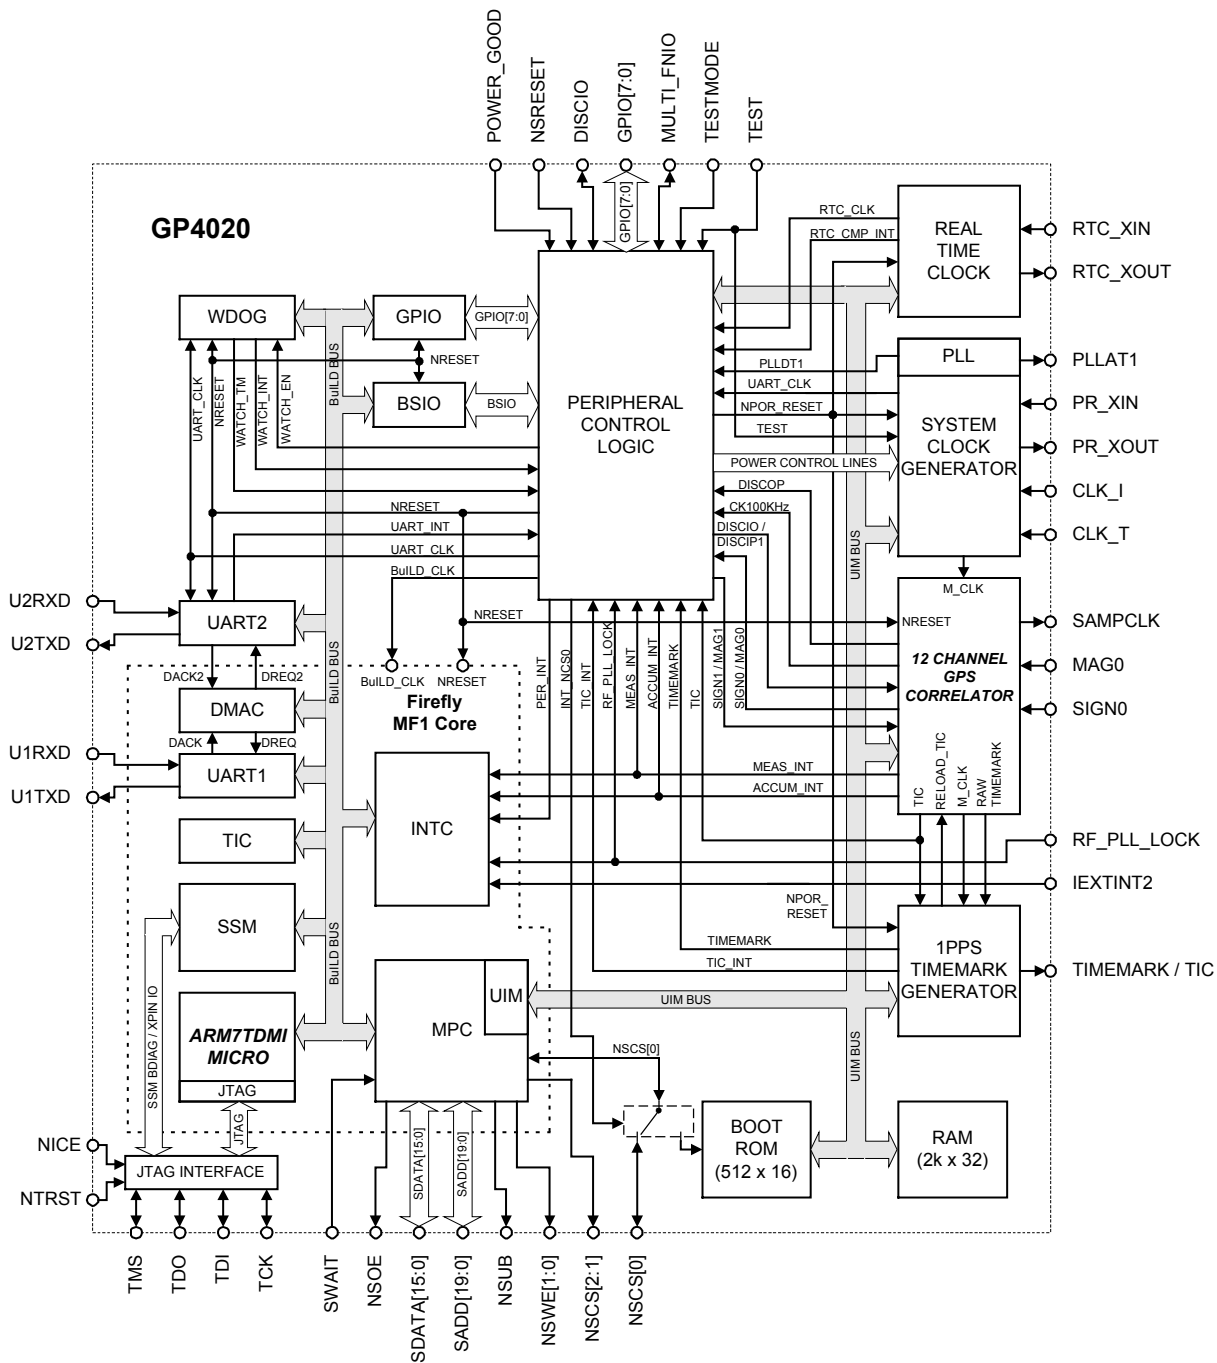 POWER_GOOD
NSRESET
DISCIO
GPIO[7:0]
MULTI_FNIO
TESTMODE
TEST
GP4020
GPIO[7:0]
RTC_CLK
RTC_CMP_INT
REAL
TIME
CLOCK
RTC_XIN
RTC_XOUT
WDOG
GPIO
GPIO[7:0]
BuILD BUS
NRESET
BSIO
BSIO
UART_CLK
NRESET
WATCH_TM
WATCH_INT
WATCH_EN
PERIPHERAL
CONTROL
LOGIC
PLLDT1
UART_CLK
NPOR_RESET
TEST
POWER CONTROL LINES
PLL
SYSTEM
CLOCK
GENERATOR
PLLAT1
PR_XIN
PR_XOUT
CLK_I
CLK_T
DISCOP
CK100KHz
DISCIO /
DISCIP1
UIM BUS
NRESET
UART_INT
UART_CLK
BuILD_CLK
M_CLK
NRESET
NRESET
12 CHANNEL
GPS
CORRELATOR
SAMPCLK
MAG0
SIGN0
U2RXD
U2TXD
UART2
BuILD BUS
DACK2
DREQ2
BuILD_CLK
NRESET
Firefly
MF1 Core
DMAC
DACK
DREQ
U1RXD
U1TXD
UART1
PER_INT
INT_NCS0
TIC_INT
RF_PLL_LOCK
MEAS_INT
ACCUM_INT
TIMEMARK
TIC
SIGN1 / MAG1
SIGN0 / MAG0
MEAS_INT
ACCUM_INT
TIC
RELOAD_TIC
M_CLK
RAW
TIMEMARK
TIC
INTC
RF_PLL_LOCK
IEXTINT2
SSM
BuILD BUS
NPOR_
RESET
TIMEMARK
TIC_INT
1PPS
TIMEMARK
GENERATOR
TIMEMARK / TIC
SSM BDIAG / XPIN IO
ARM7TDMI
MICRO
JTAG
MPC
UIM
UIM BUS
UIM BUS
NSCS[0]
BOOT
ROM
(512 x 16)
RAM
(2k x 32)
JTAG
NICE
NTRST
JTAG INTERFACE
SDATA[15:0]
SADD[19:0]
TMS
TDO
TDI
TCK
SWAIT
NSOE
SDATA[15:0]
SADD[19:0]
NSUB
NSWE[1:0]
NSCS[2:1]
NSCS[0]